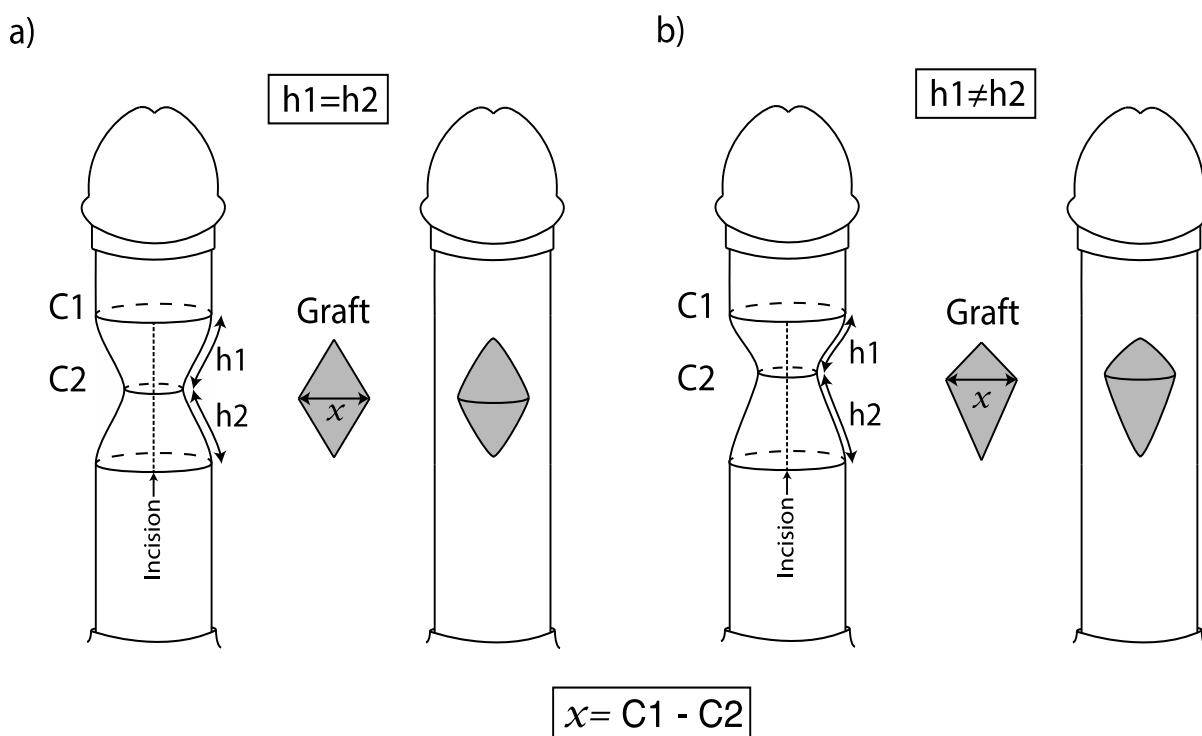 a)
h1=h2
C1
C2
h1
h2
Graft
x
Incision
b)
h1≠h2
C1
C2
h1
h2
Graft
x
Incision
x= C1 - C2